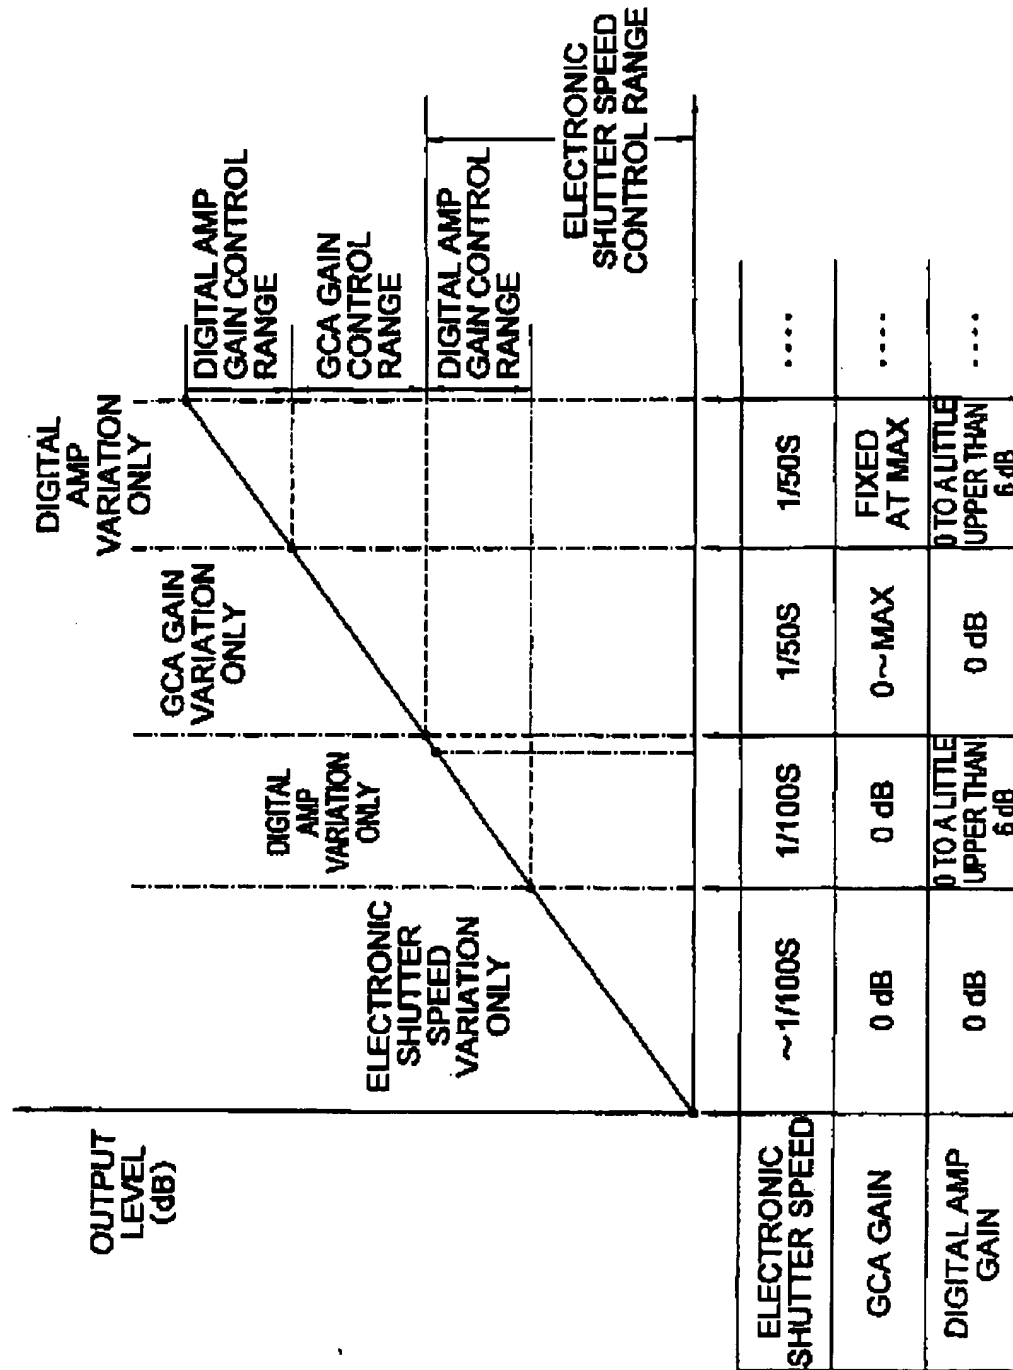 OUTPUT
LEVEL
(dB)
ELECTRONIC
SHUTTER
SPEED
VARIATION
ONLY
DIGITAL
AMP
VARIATION
ONLY
GCA GAIN
VARIATION
ONLY
DIGITAL
AMP
VARIATION
ONLY
DIGITAL AMP
GAIN CONTROL
RANGE
GCA GAIN
CONTROL
RANGE
DIGITAL AMP
GAIN CONTROL
RANGE
ELECTRONIC
SHUTTER SPEED
CONTROL RANGE
ELECTRONIC
SHUTTER SPEED
~1/100S
1/100S
1/50S
1/50S
....
GCA GAIN
0 dB
0 dB
0~MAX
FIXED
AT MAX
....
DIGITAL AMP
GAIN
0 dB
0 TO A LITTLE
UPPER THAN
6 dB
0 dB
0 TO A LITTLE
UPPER THAN
6 dB
....